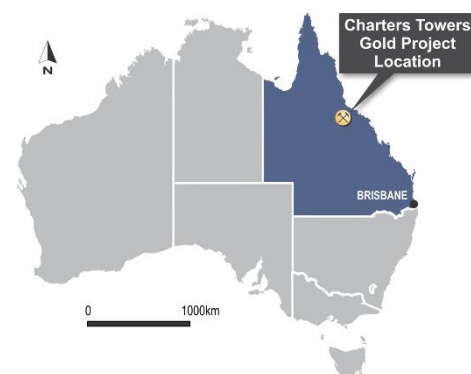 Charters Towers
Gold Project
Location
N
BRISBANE
0 1000km